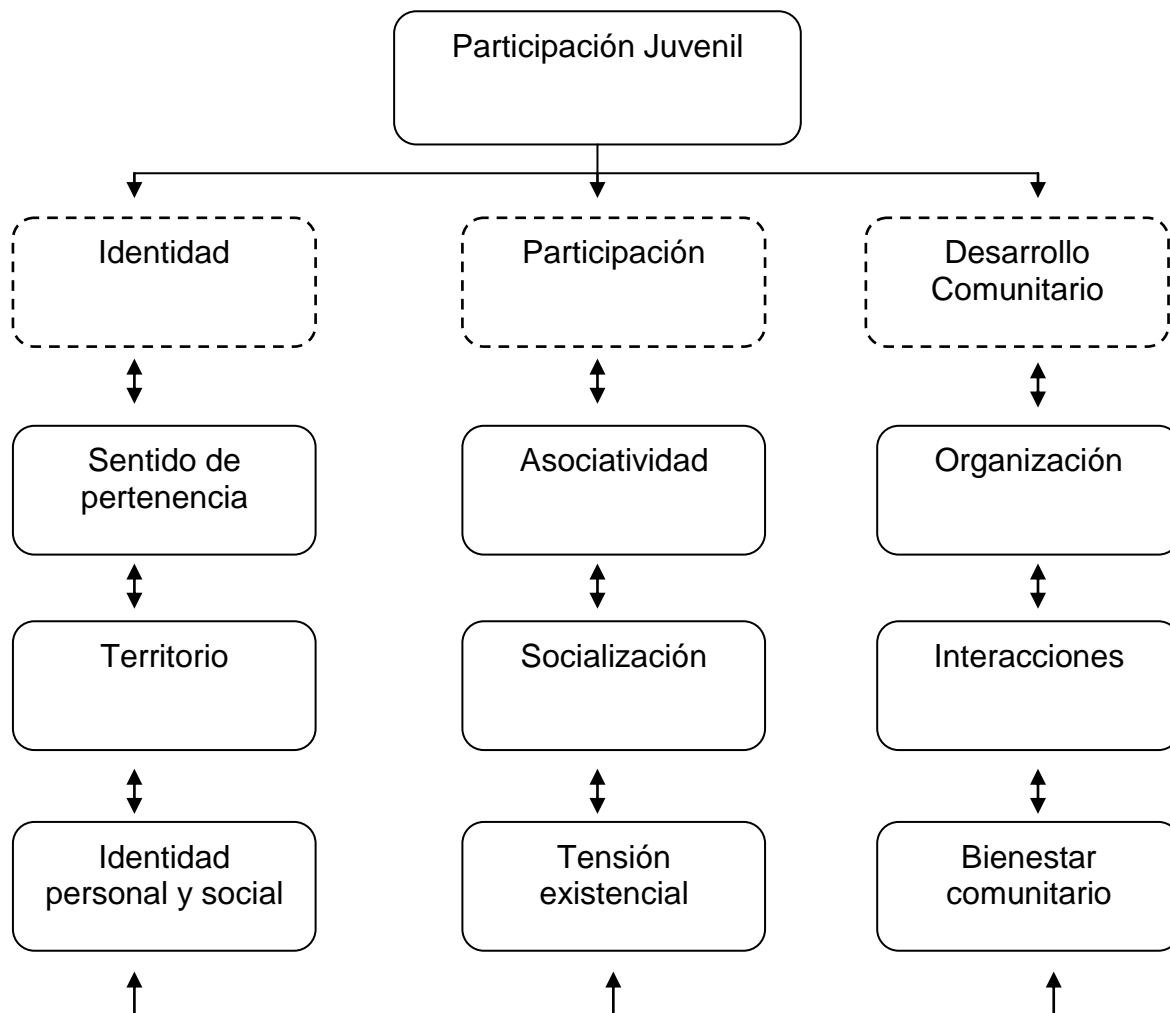 Participación Juvenil
Identidad
Participación
Desarrollo
Comunitario
Sentido de
pertenencia
Asociatividad
Organización
Territorio
Socialización
Interacciones
Identidad
personal y social
Tensión
existencial
Bienestar
comunitario